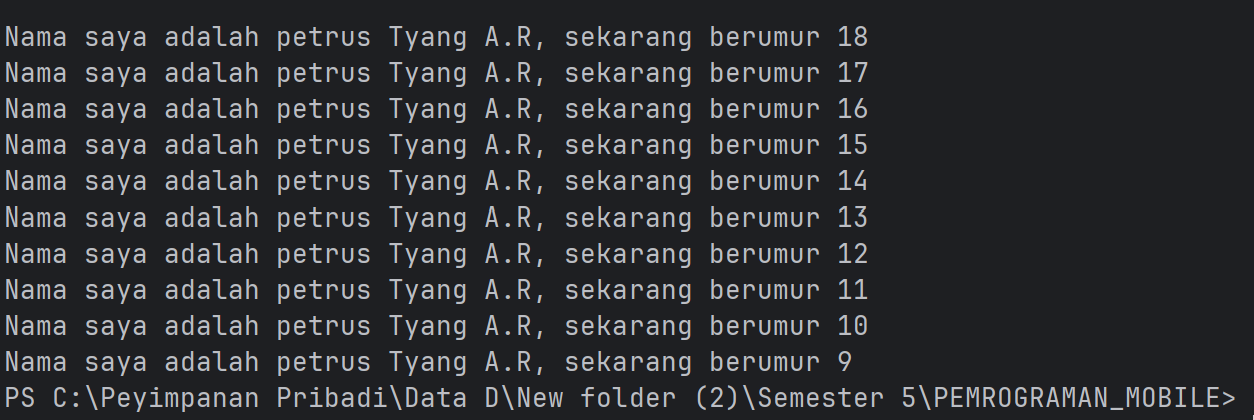 Nama saya adalah petrus Tyang A.R, sekarang berumur 18
Nama saya adalah petrus Tyang A.R, sekarang berumur 17
Nama saya adalah petrus Tyang A.R, sekarang berumur 16
Nama saya adalah petrus Tyang A.R, sekarang berumur 15
Nama saya adalah petrus Tyang A.R, sekarang berumur 14
Nama saya adalah petrus Tyang A.R, sekarang berumur 13
Nama saya adalah petrus Tyang A.R, sekarang berumur 12
Nama saya adalah petrus Tyang A.R, sekarang berumur 11
Nama saya adalah petrus Tyang A.R, sekarang berumur 10
Nama saya adalah petrus Tyang A.R, sekarang berumur 9
PS C:\Peyimpanan Pribadi\Data D\New folder (2)\Semester 5\PEMROGRAMAN_MOBILE>